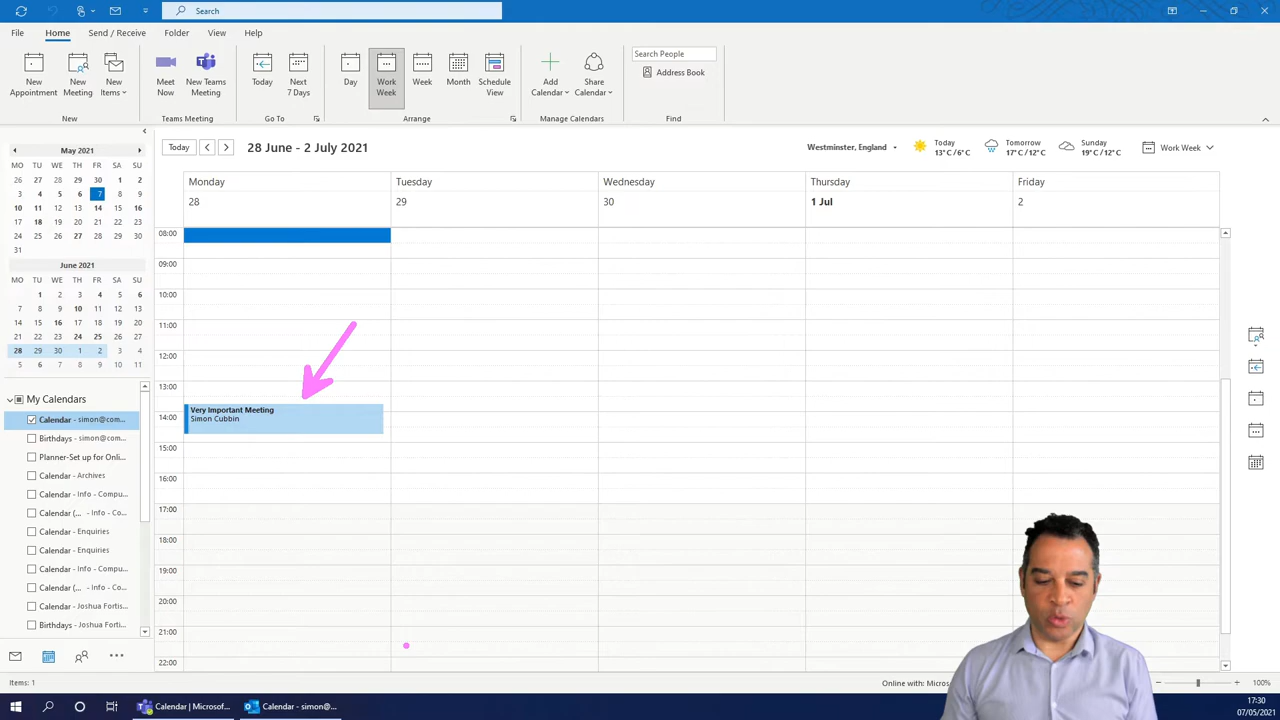 Search
File Home Send / Receive Folder View Help
New Appointment
New Meeting
New Items
Meet Now
New Teams Meeting
Today
Next 7 Days
Day
Work Week
Week
Month
Schedule View
Add Calendar
Share Calendar
Search People
Address Book
New
Teams Meeting
Go To
Arrange
Manage Calendars
Find
May 2021
MO TU WE TH FR SA SU
26 27 28 29 30 1 2
3 4 5 6 7 8 9
10 11 12 13 14 15 16
17 18 19 20 21 22 23
24 25 26 27 28 29 30
31
June 2021
MO TU WE TH FR SA SU
1 2 3 4 5 6
7 8 9 10 11 12 13
14 15 16 17 18 19 20
21 22 23 24 25 26 27
28 29 30 1 2 3 4
5 6 7 8 9 10 11
My Calendars
Calendar - simon@com...
Birthdays - simon@com...
Planner-Set up for Onli...
Calendar - Archives
Calendar - Info - Compu...
Calendar (... - Info - Co...
Calendar - Enquiries
Calendar - Enquiries
Calendar - Info - Compu...
Calendar (... - Info - Co...
Calendar - Joshua Fortis...
Birthdays - Joshua Forti...
Today 28 June - 2 July 2021
Westminster, England
Today
13°C/6°C
Tomorrow
17°C/12°C
Sunday
19°C/12°C
Work Week
Monday Tuesday Wednesday Thursday Friday
28 29 30 1 Jul 2
08:00
09:00
10:00
11:00
12:00
13:00
Very Important Meeting
14:00 Simon Cubbin
15:00
16:00
17:00
18:00
19:00
20:00
21:00
22:00
Items: 1
Online with: Micros
100%
Calendar | Microsof...
Calendar - simon@...
17:30
07/05/2021